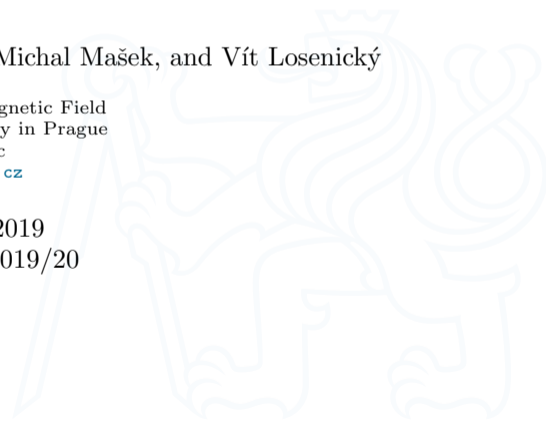 Michal Mašek, and Vít Losenický
gnetic Field
y in Prague
c
cz
2019
019/20